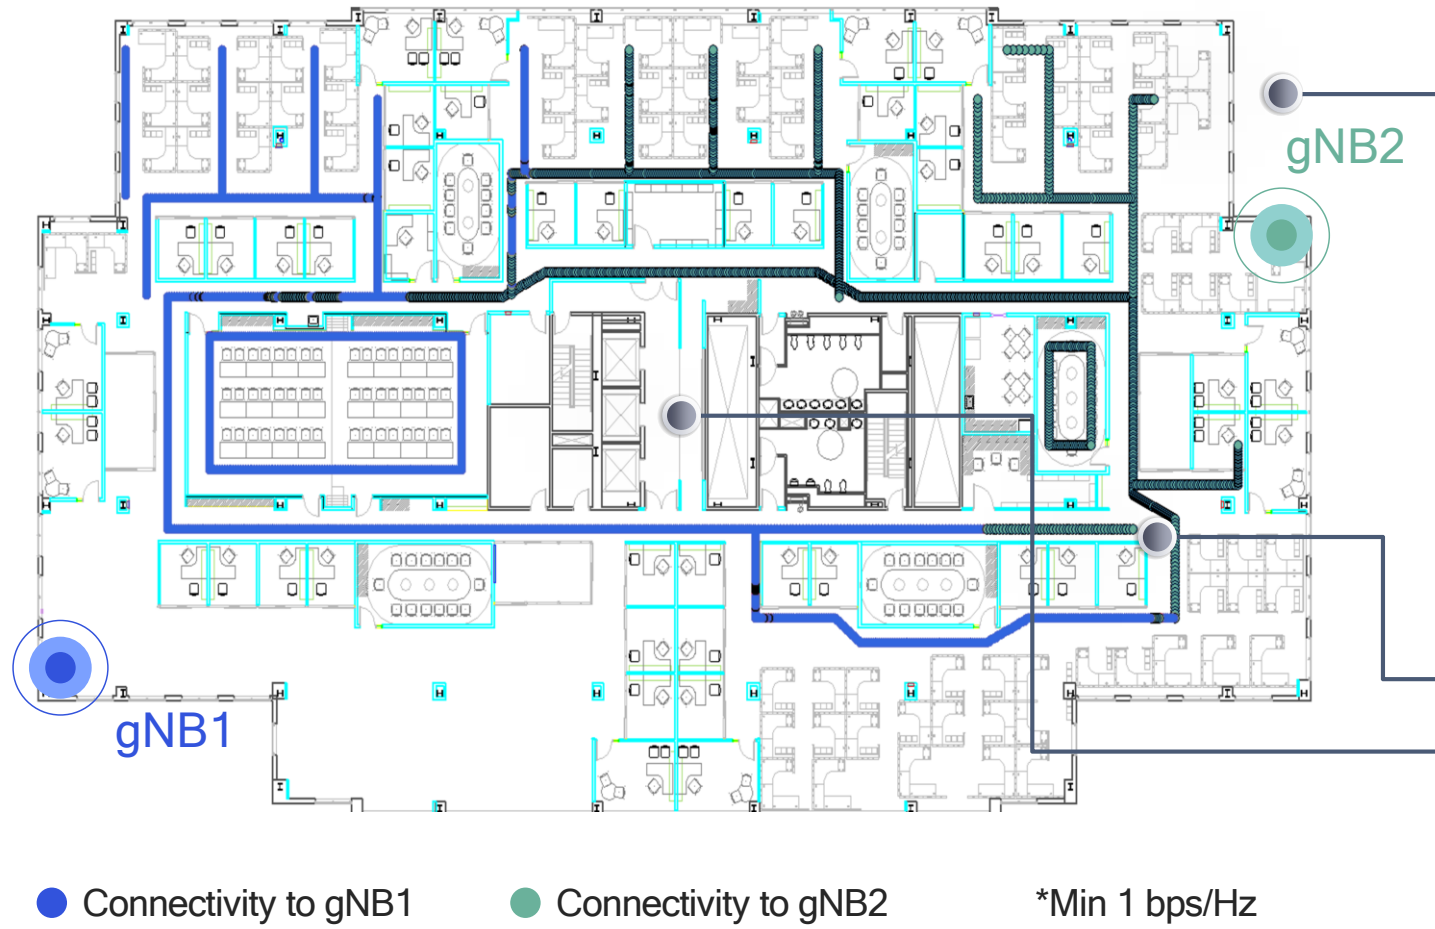 gNB2
gNB1
Connectivity to gNB1
Connectivity to gNB2
*Min 1 bps/Hz